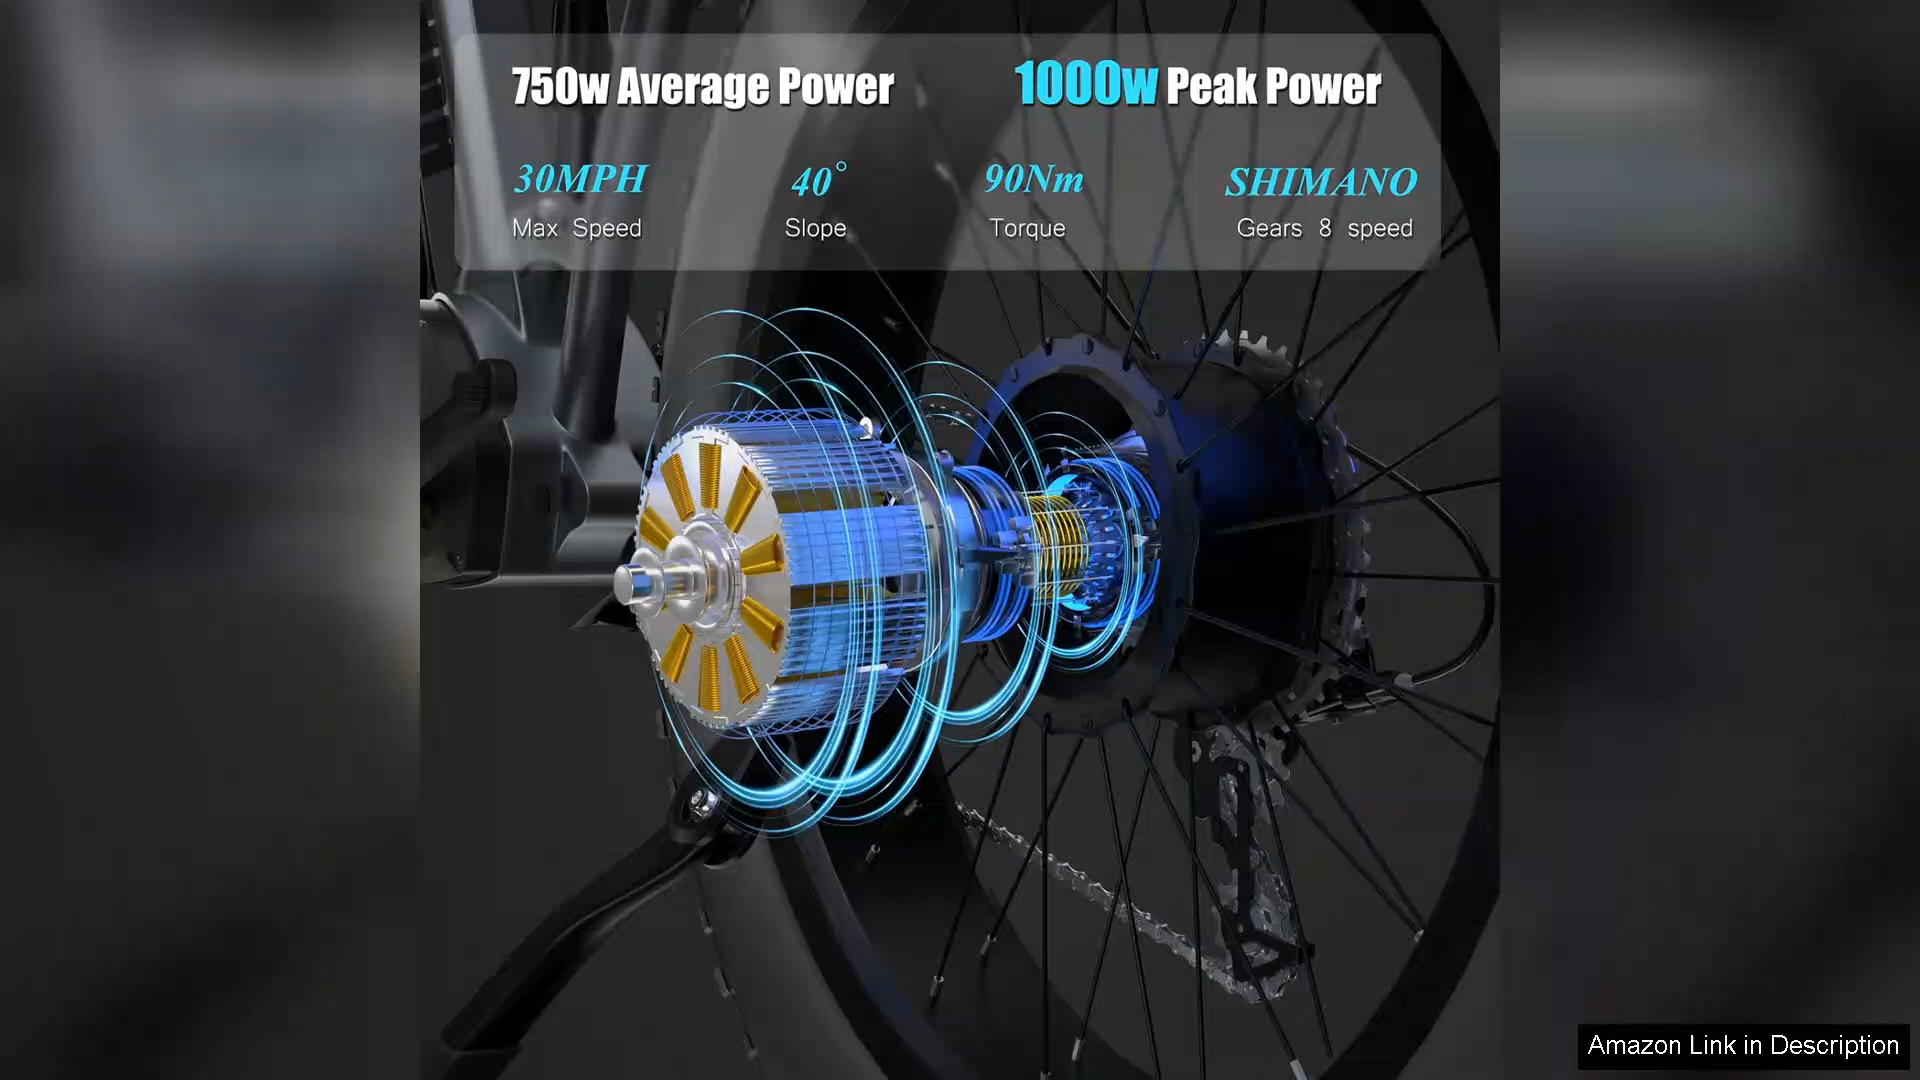 750w Average Power
1000w Peak Power
30MPH
Max Speed
40°
Slope
90Nm
Torque
SHIMANO
Gears 8 speed
Amazon Link in Description